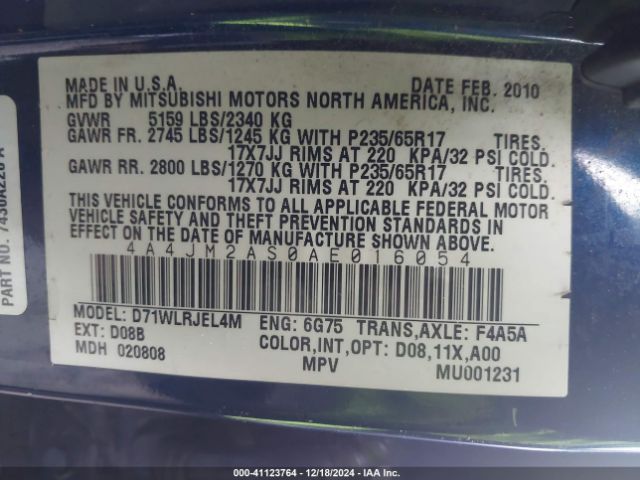 MADE IN U.S.A. DATE FEB. 2010
MFD BY MITSUBISHI MOTORS NORTH AMERICA, INC.
GVWR 5159 LBS/2340 KG
GAWR FR. 2745 LBS/1245 KG WITH P235/65R17 TIRES.
17X7JJ RIMS AT 220 KPA/32 PSI COLD.
GAWR RR. 2800 LBS/1270 KG WITH P235/65R17 TIRES.
17X7JJ RIMS AT 220 KPA/32 PSI COLD.
THIS VEHICLE CONFORMS TO ALL APPLICABLE FEDERAL MOTOR
VEHICLE SAFETY AND THEFT PREVENTION STANDARDS IN
EFFECT ON THE DATE OF MANUFACTURE SHOWN ABOVE.
4A4JM2AS0AE016054
MODEL: D71WLRJEL4M ENG: 6G75 TRANS,AXLE: F4A5A
EXT: D08B COLOR,INT,OPT: D08,11X,A00
MDH 020808 MPV MU001231
PART NO. 7450A226 A
000-41123764 - 12/18/2024 - IAA Inc.